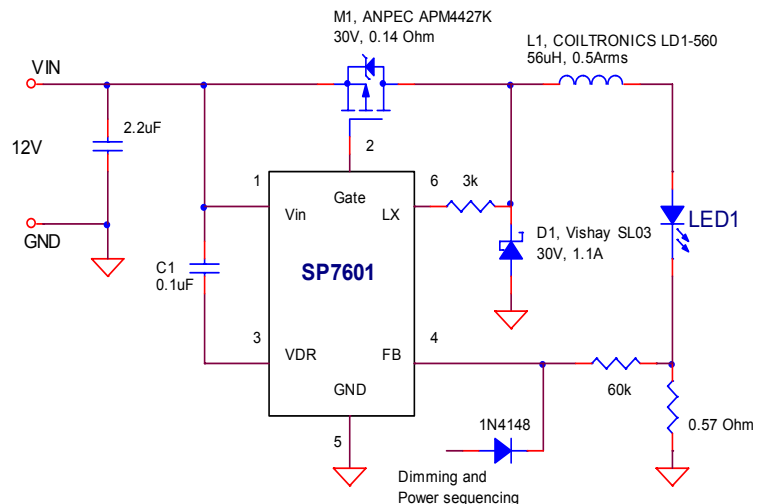 M1, ANPEC APM4427K
30V, 0.14 Ohm
L1, COILTRONICS LD1-560
56uH, 0.5Arms
VIN
2.2uF
12V
GND
2
1
6
3k
Gate
Vin
LX
D1, Vishay SL03
30V, 1.1A
LED1
C1
0.1uF
SP7601
3
4
VDR
FB
GND
60k
0.57 Ohm
5
1N4148
Dimming and
Power sequencing